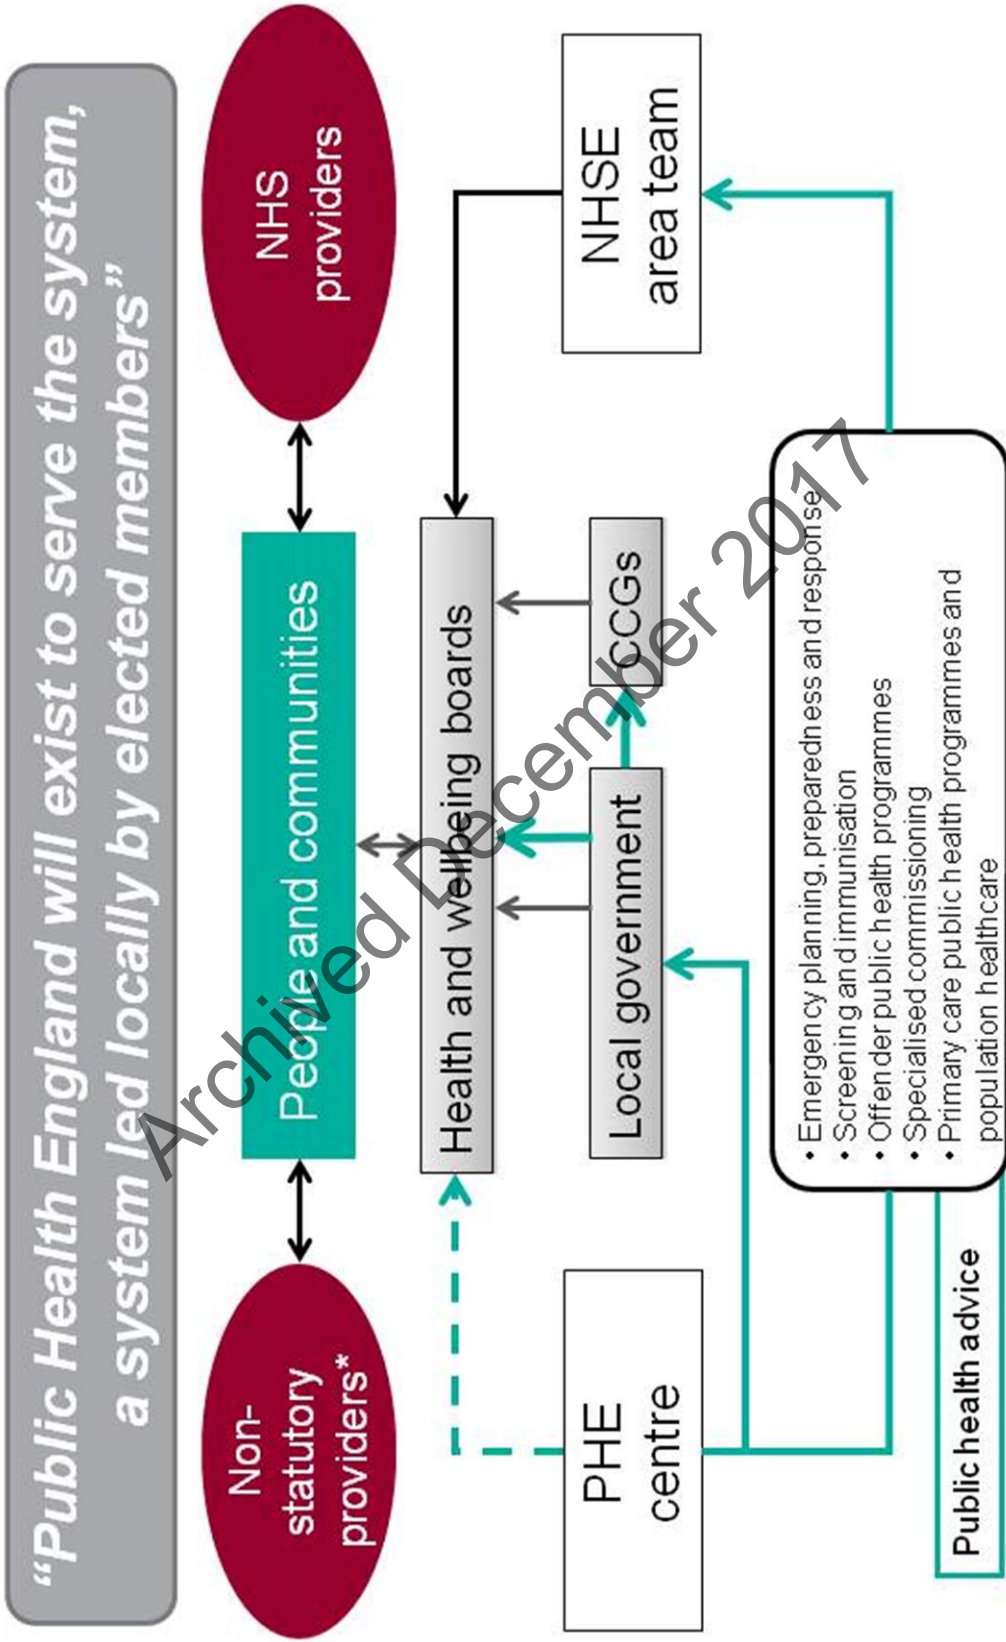 “Public Health England will exist to serve the system,
a system led locally by elected members”
Non-
statutory
providers*
People and communities
NHS
providers
Health and wellbeing boards
Local government
CCGs
PHE
centre
NHSE
area team
• Emergency planning, preparedness and response
• Screening and immunisation
• Offender public health programmes
• Specialised commissioning
• Primary care public health programmes and
population healthcare
Public health advice
Archived December 2017